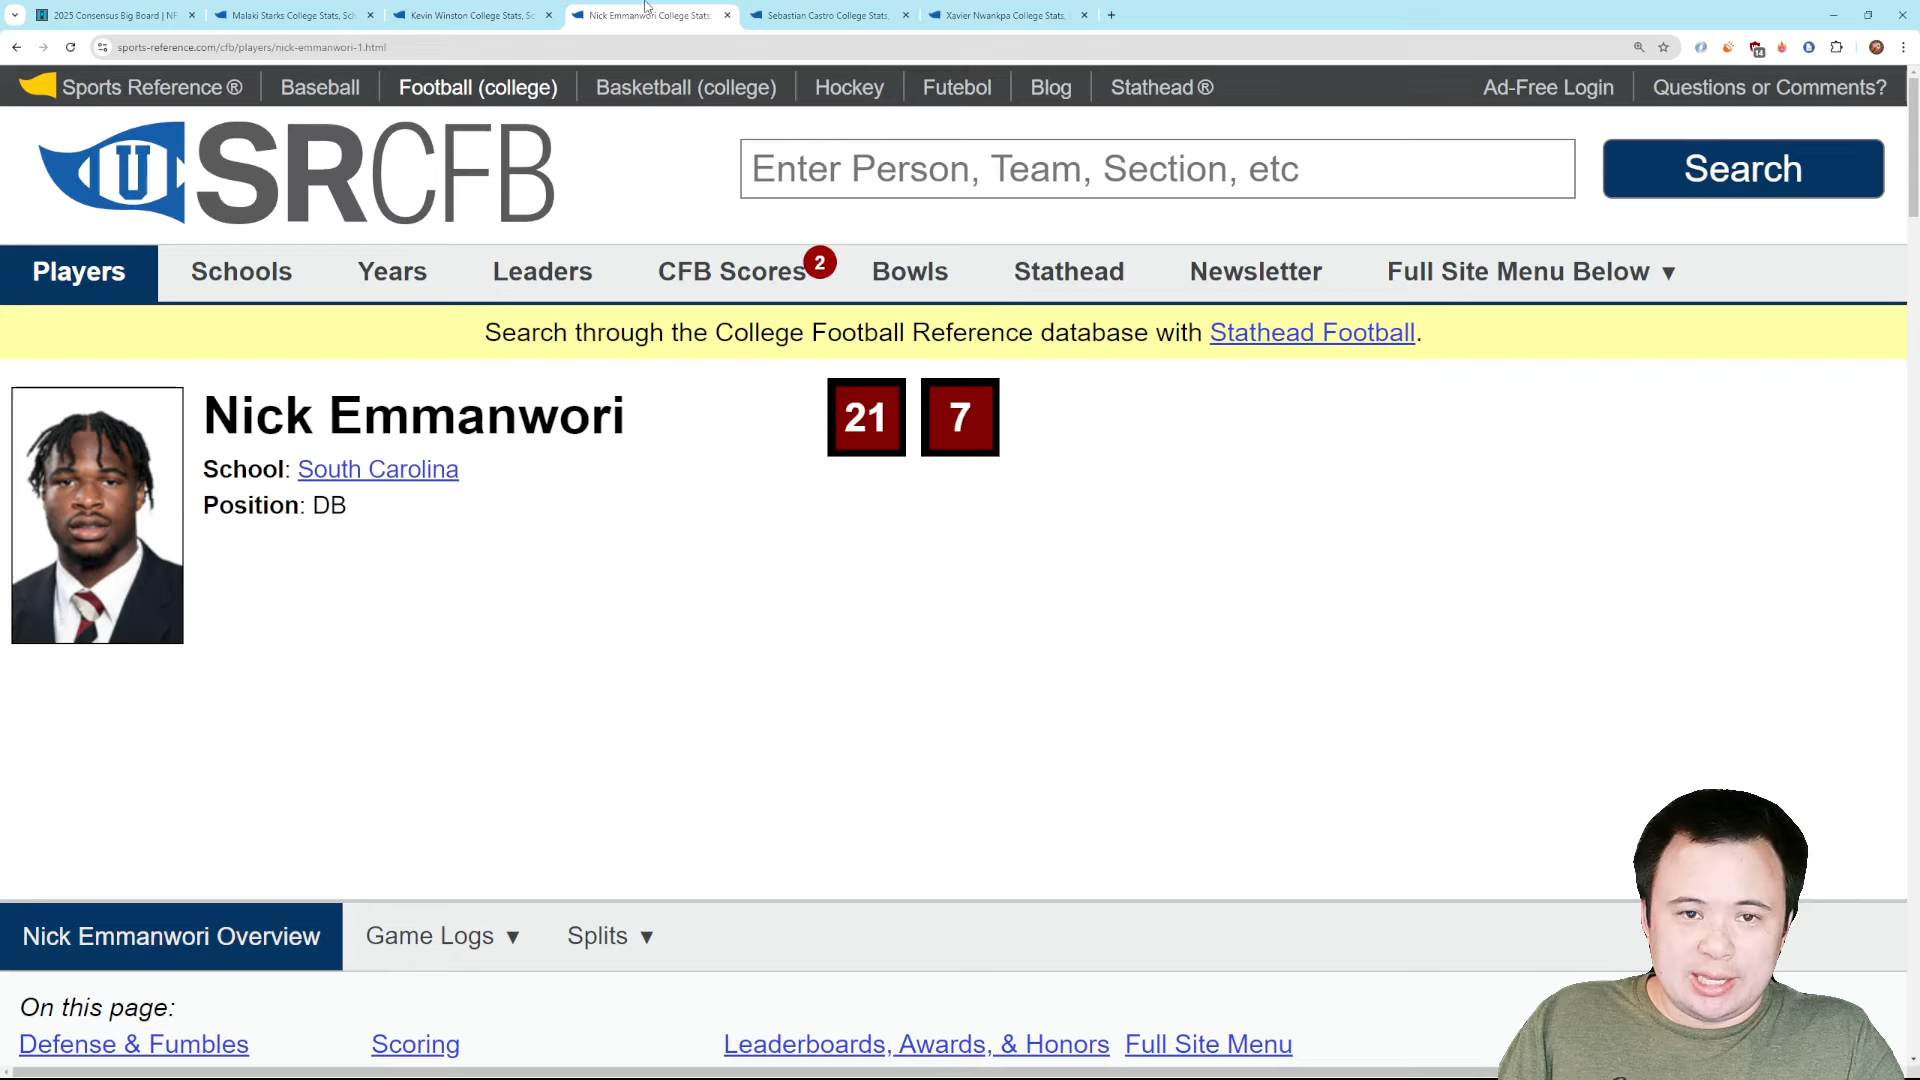 2025 Consensus Big Board | NF
Malaki Starks College Stats, Sch
Kevin Winston College Stats, Sc
Nick Emmanwori College Stats,
Sebastian Castro College Stats,
Xavier Nwankpa College Stats,
sports-reference.com/cfb/players/nick-emmanwori-1.html
14
Sports Reference ®
Baseball
Football (college)
Basketball (college)
Hockey
Futebol
Blog
Stathead ®
Ad-Free Login
Questions or Comments?
U SRCFB
Enter Person, Team, Section, etc
Search
Players
Schools
Years
Leaders
CFB Scores 2
Bowls
Stathead
Newsletter
Full Site Menu Below ▼
Search through the College Football Reference database with Stathead Football.
Nick Emmanwori
21 7
School: South Carolina
Position: DB
Nick Emmanwori Overview
Game Logs ▼
Splits ▼
On this page:
Defense & Fumbles
Scoring
Leaderboards, Awards, & Honors
Full Site Menu